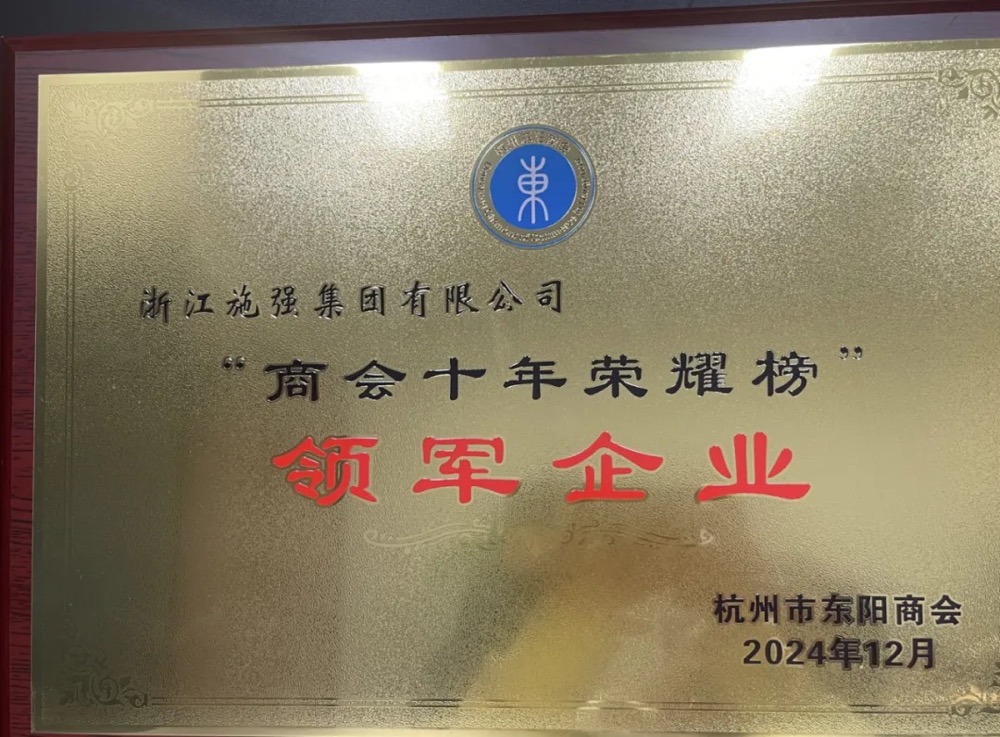 東
浙江施强集团有限公司
“商会十年荣耀榜”
领军企业
杭州市东阳商会
2024年12月